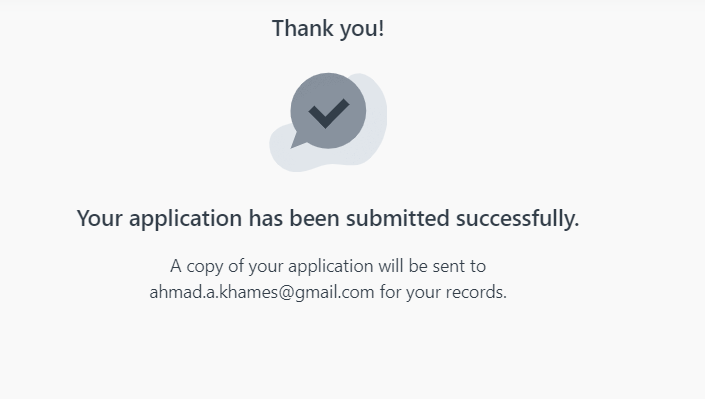 Thank you!
Your application has been submitted successfully.
A copy of your application will be sent to
ahmad.a.khames@gmail.com for your records.